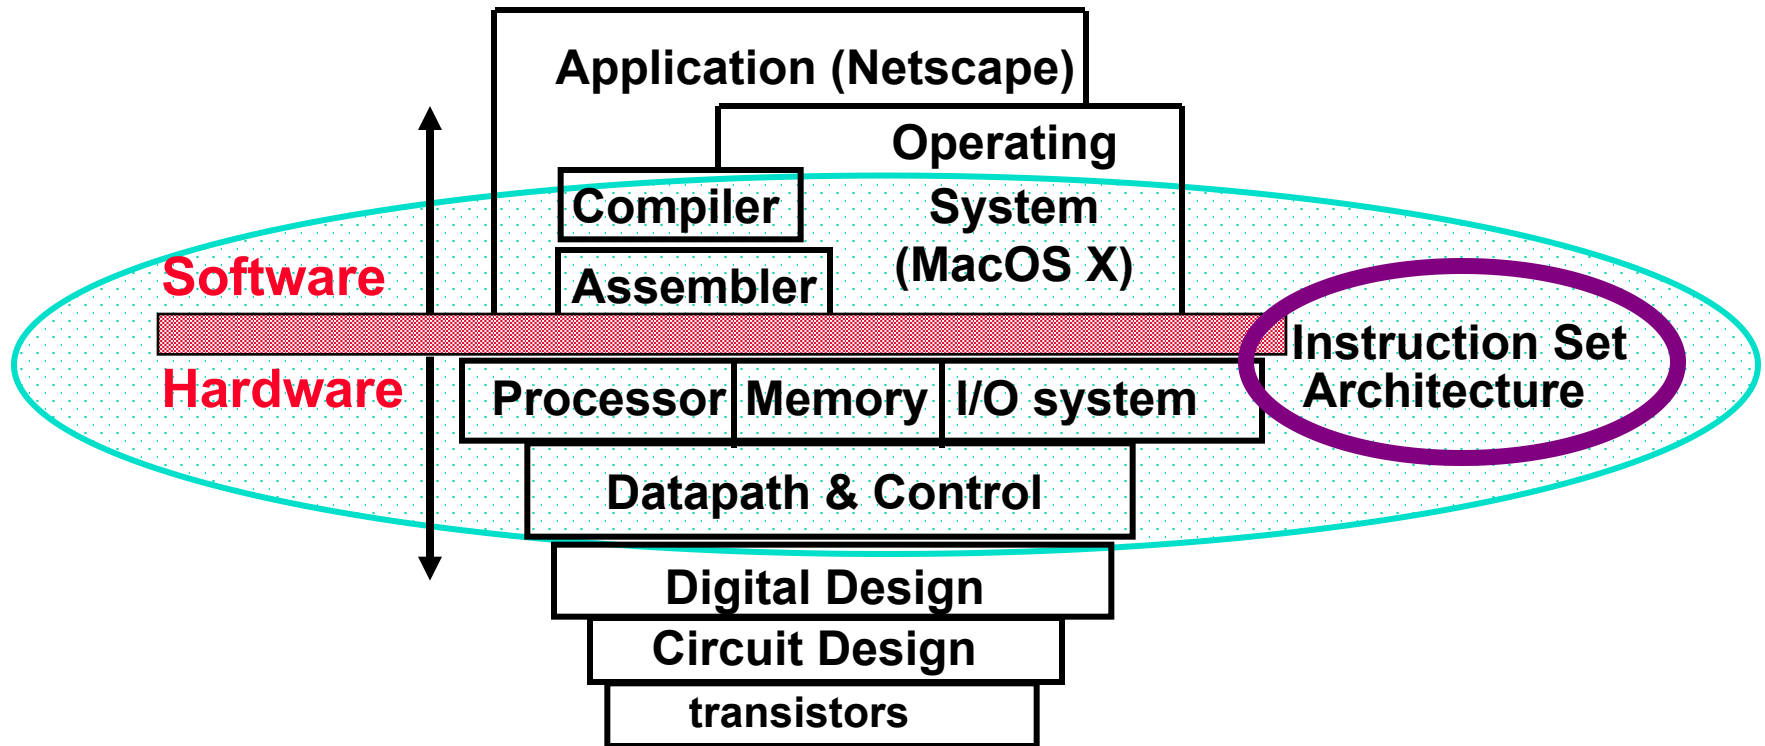 Application (Netscape)
Operating
System
(MacOS X)
Compiler
Assembler
Software
Hardware
Instruction Set
Architecture
Processor
Memory
I/O system
Datapath & Control
Digital Design
Circuit Design
transistors